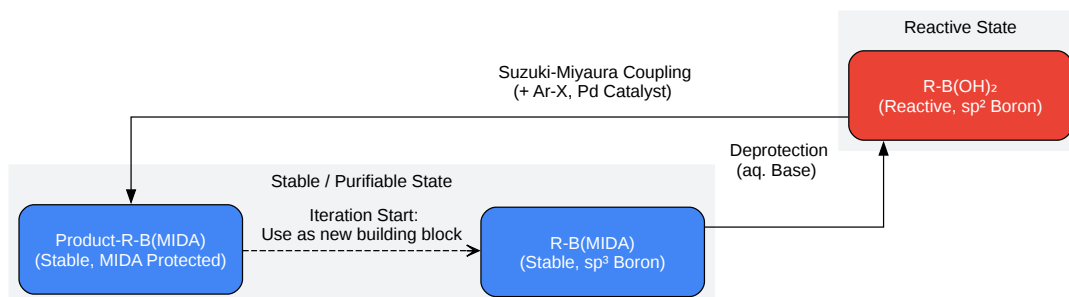 Reactive State
R-B(OH)₂
(Reactive, sp² Boron)
Suzuki-Miyaura Coupling
(+ Ar-X, Pd Catalyst)
Deprotection
(aq. Base)
Stable / Purifiable State
Product-R-B(MIDA)
(Stable, MIDA Protected)
Iteration Start:
Use as new building block
R-B(MIDA)
(Stable, sp³ Boron)